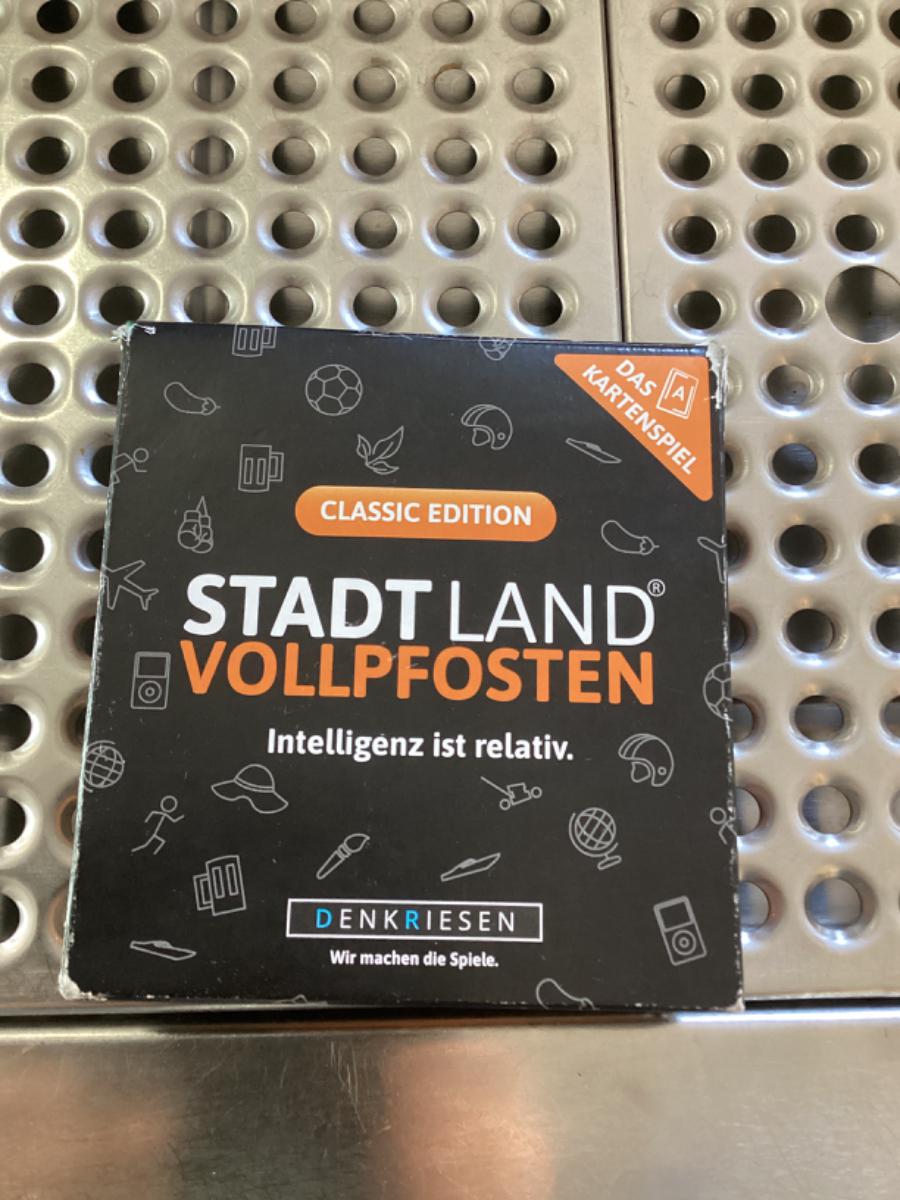 DAS
KARTENSPIEL
A
CLASSIC EDITION
STADT LAND®
VOLLPFOSTEN
Intelligenz ist relativ.
DENKRIESEN
Wir machen die Spiele.